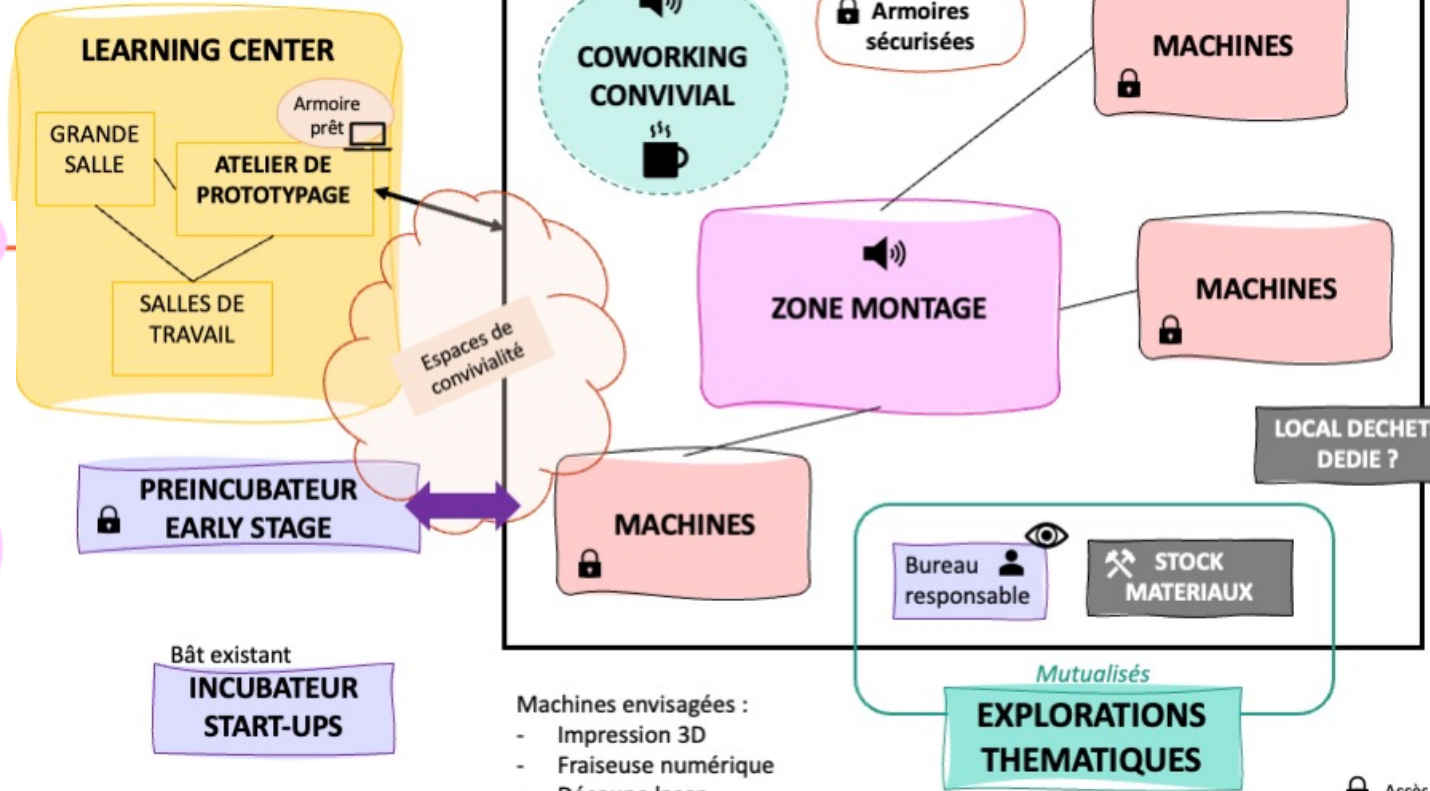 LEARNING CENTER
Armoire
prêt
GRANDE
SALLE
ATELIER DE
PROTOTYPAGE
SALLES DE
TRAVAIL
COWORKING
CONVIVIAL
Armoires
sécurisées
MACHINES
ZONE MONTAGE
MACHINES
Espaces de
convivialité
LOCAL DECHET
DEDIE ?
PREINCUBATEUR
EARLY STAGE
MACHINES
Bureau
responsable
STOCK
MATERIAUX
Bât existant
INCUBATEUR
START-UPS
Mutualisés
EXPLORATIONS
THEMATIQUES
Machines envisagées :
- Impression 3D
- Fraiseuse numérique